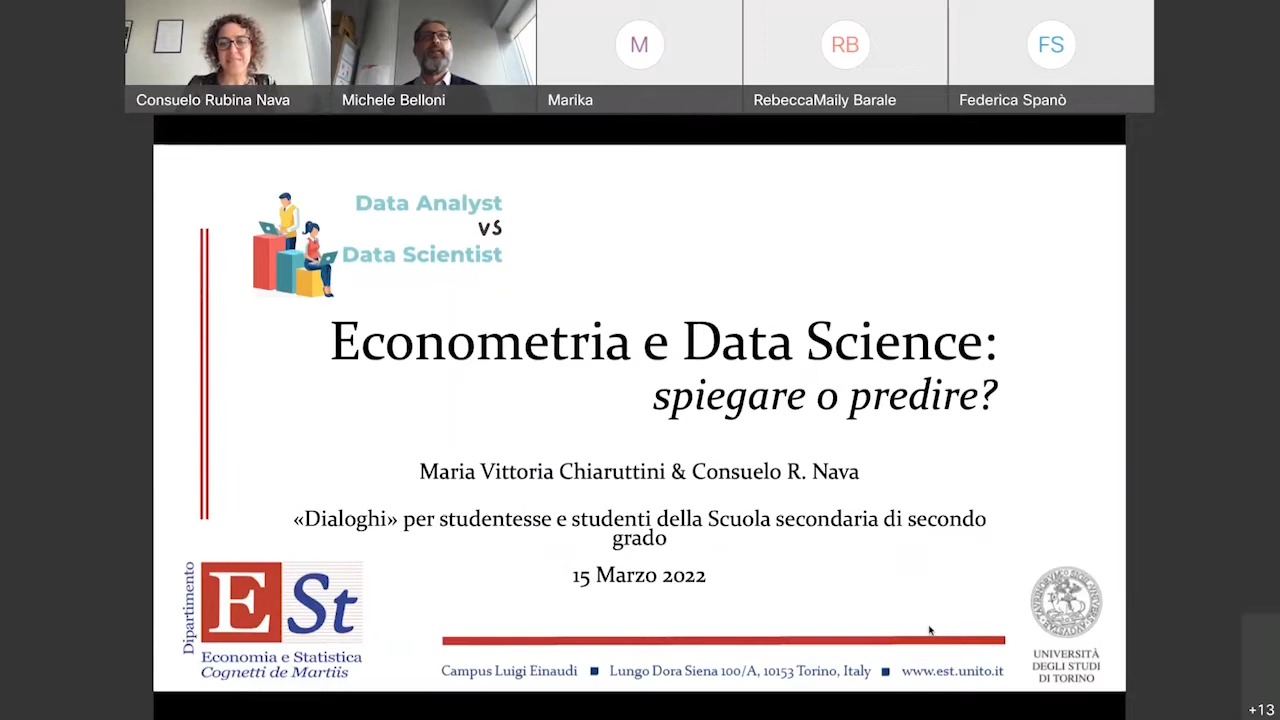 M
RB
FS
Consuelo Rubina Nava
Michele Belloni
Marika
RebeccaMaily Barale
Federica Spanò
Data Analyst
vs
Data Scientist
Econometria e Data Science:
spiegare o predire?
Maria Vittoria Chiaruttini & Consuelo R. Nava
«Dialoghi» per studentesse e studenti della Scuola secondaria di secondo
grado
15 Marzo 2022
Dipartimento
ESt
Economia e Statistica
Cognetti de Martiis
Campus Luigi Einaudi ■ Lungo Dora Siena 100/A, 10153 Torino, Italy ■ www.est.unito.it
UNIVERSITÀ
DEGLI STUDI
DI TORINO
+13